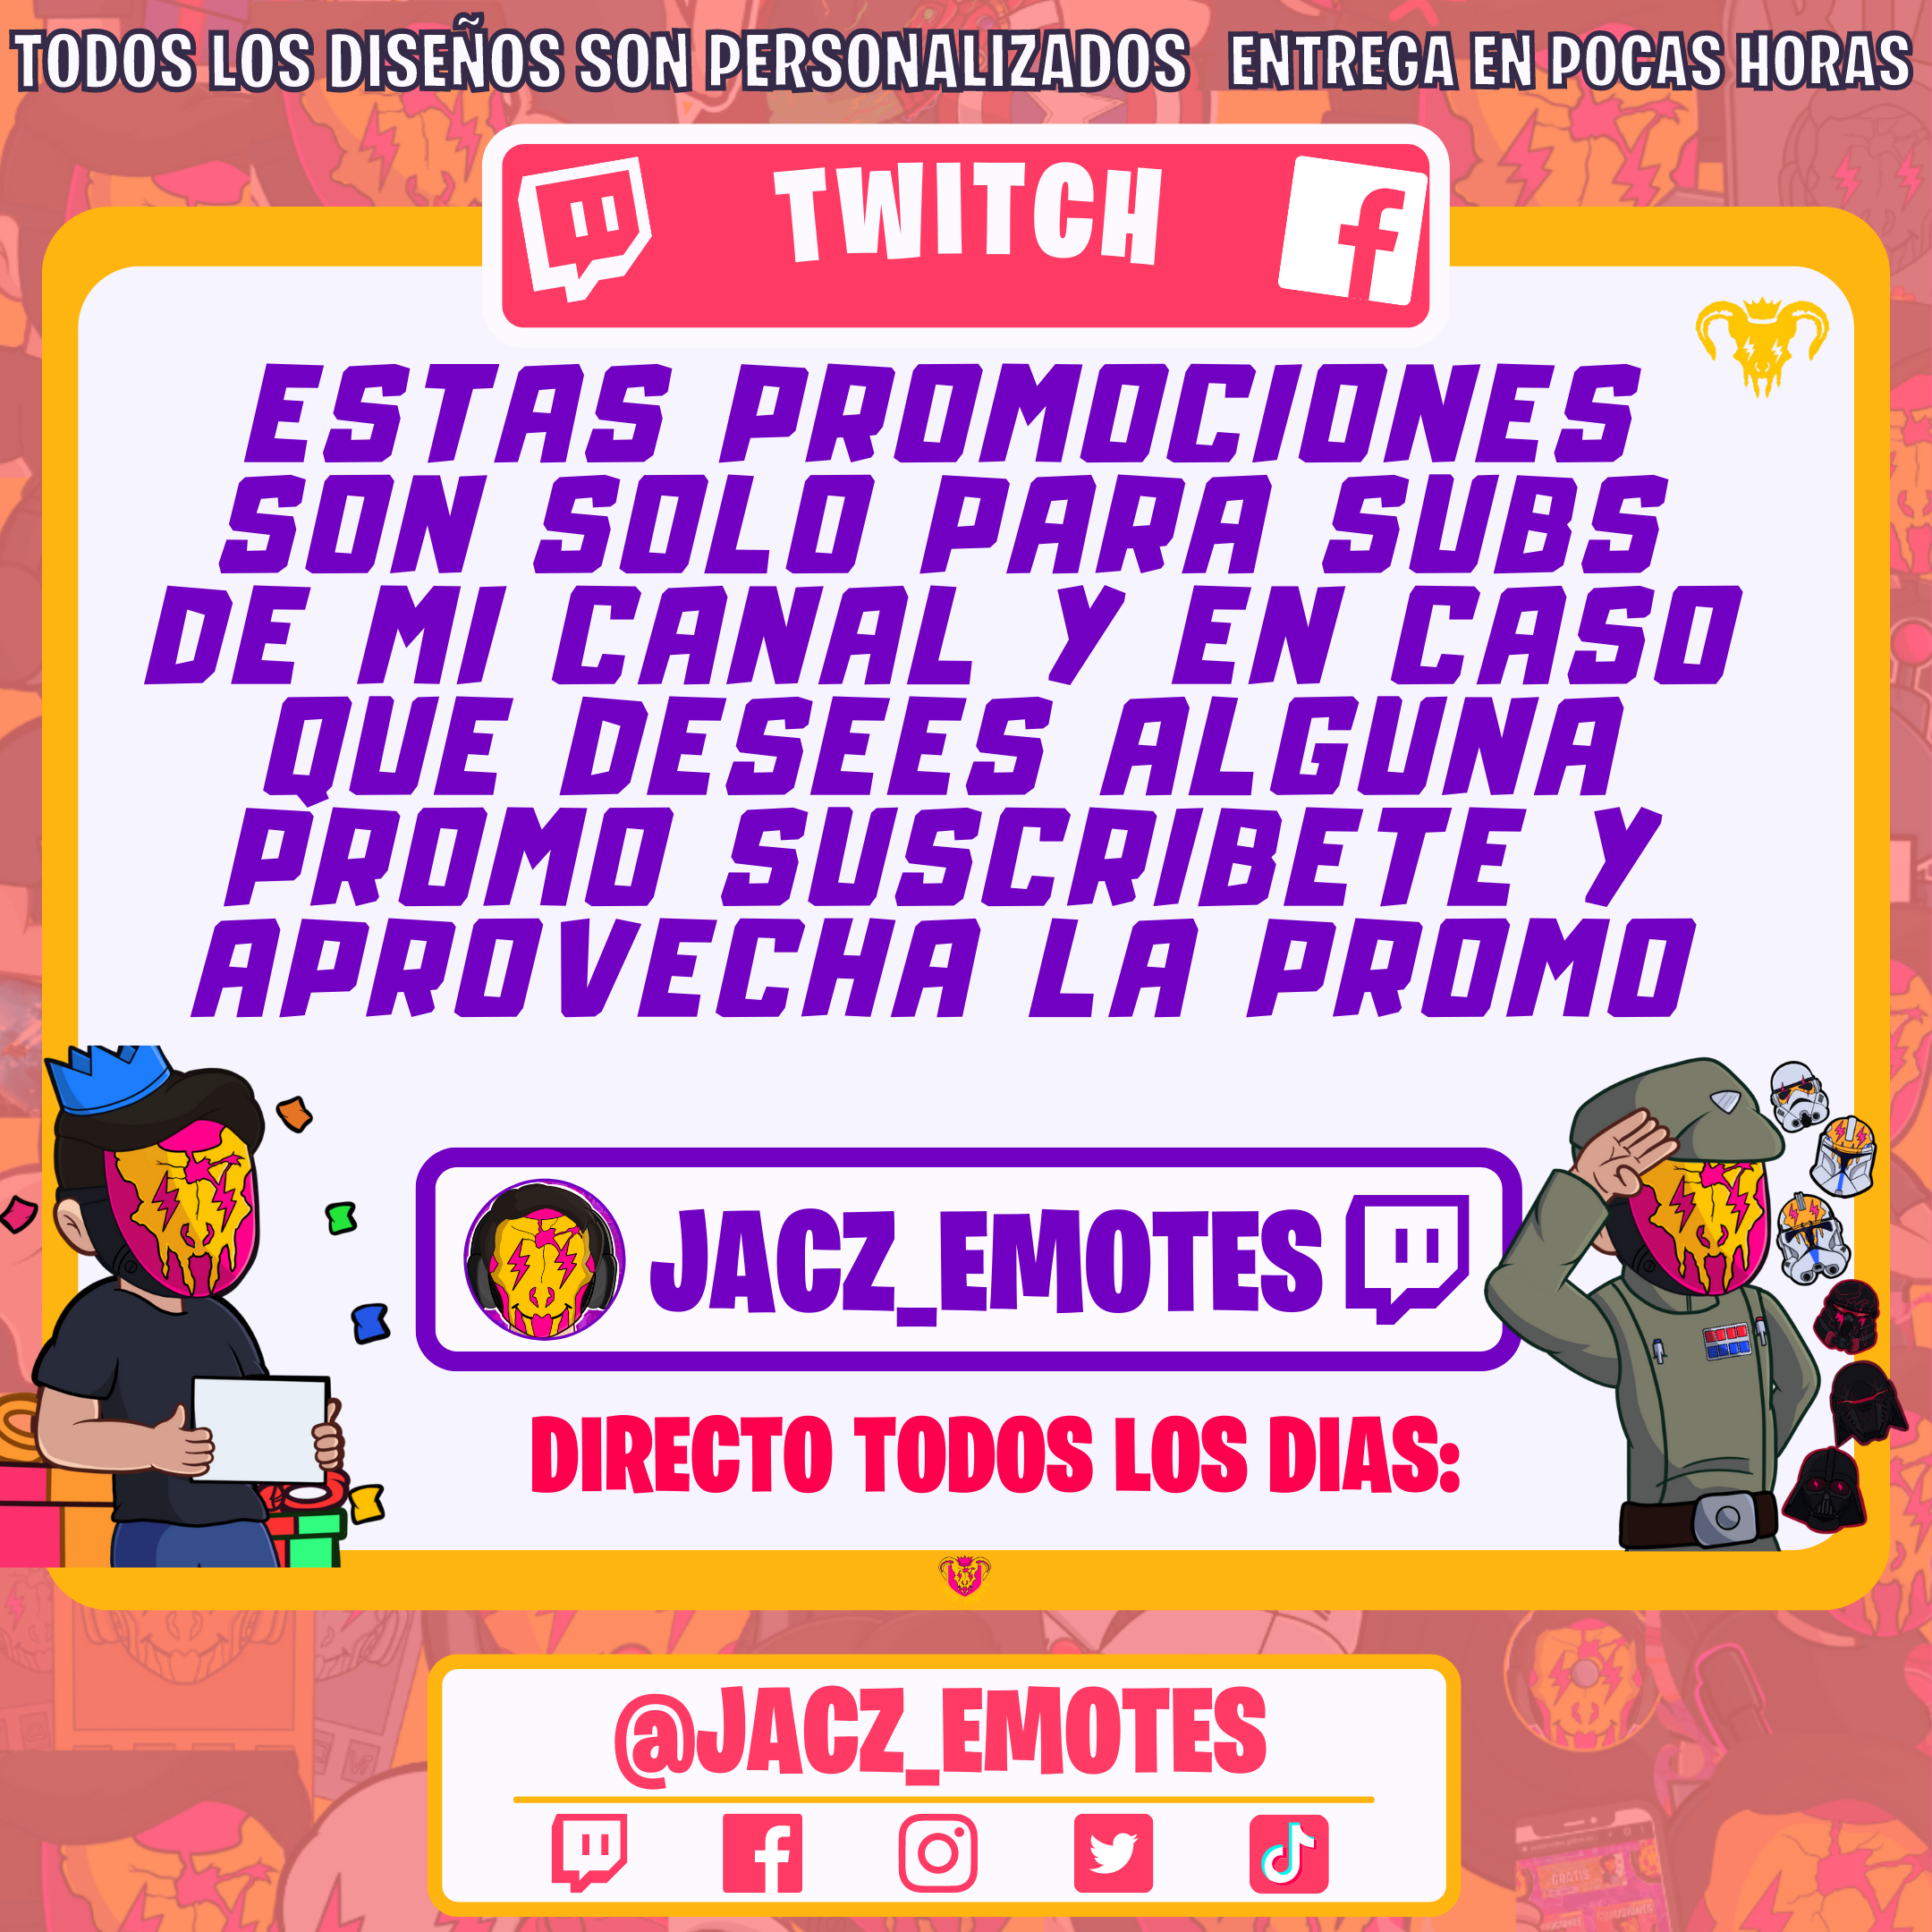 TODOS LOS DISEÑOS SON PERSONALIZADOS ENTREGA EN POCAS HORAS
TWITCH
ESTAS PROMOCIONES
SON SOLO PARA SUBS
DE MI CANAL Y EN CASO
QUE DESEES ALGUNA
PROMO SUSCRIBETE Y
APROVECHA LA PROMO
JACZ_EMOTES
DIRECTO TODOS LOS DIAS:
@JACZ_EMOTES
GRATIS